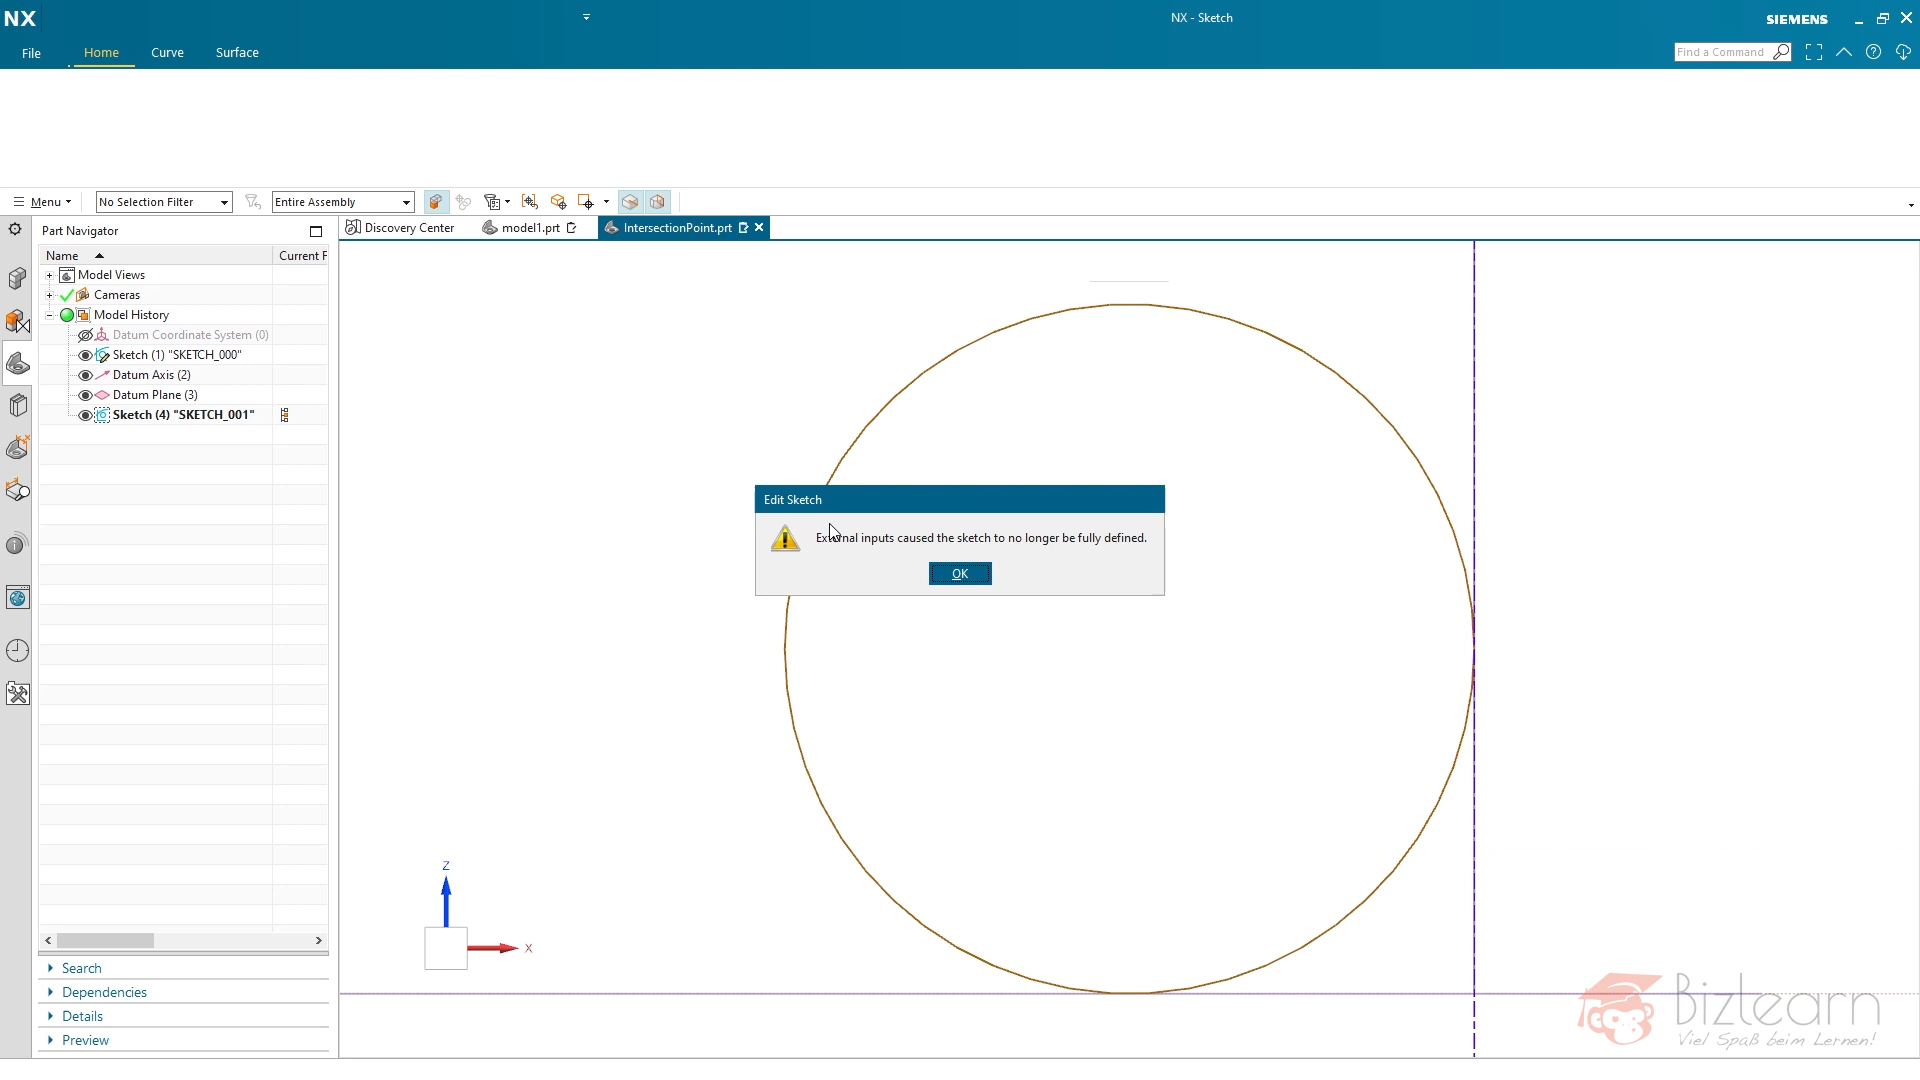 NX
NX - Sketch
SIEMENS
File
Home
Curve
Surface
Find a Command
Menu
No Selection Filter
Entire Assembly
Part Navigator
Discovery Center
model1.prt
IntersectionPoint.prt
Name
Current F
Model Views
Cameras
Model History
Datum Coordinate System (0)
Sketch (1) "SKETCH_000"
Datum Axis (2)
Datum Plane (3)
Sketch (4) "SKETCH_001"
Edit Sketch
External inputs caused the sketch to no longer be fully defined.
OK
Z
X
Search
Dependencies
Details
Preview
Bizlearn
Viel Spaß beim Lernen!